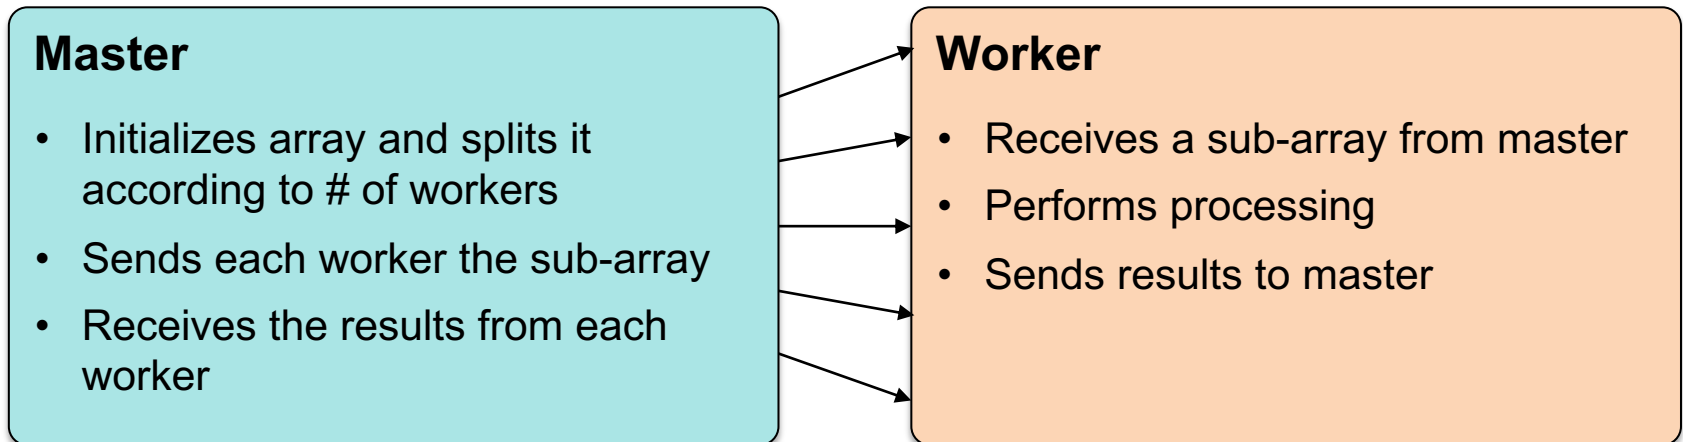 Master
• Initializes array and splits it
according to # of workers
• Sends each worker the sub-array
• Receives the results from each
worker
Worker
• Receives a sub-array from master
• Performs processing
• Sends results to master